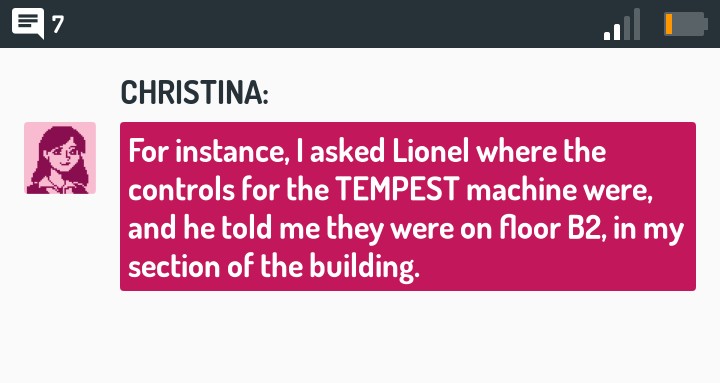 7
CHRISTINA:
For instance, I asked Lionel where the
controls for the TEMPEST machine were,
and he told me they were on floor B2, in my
section of the building.